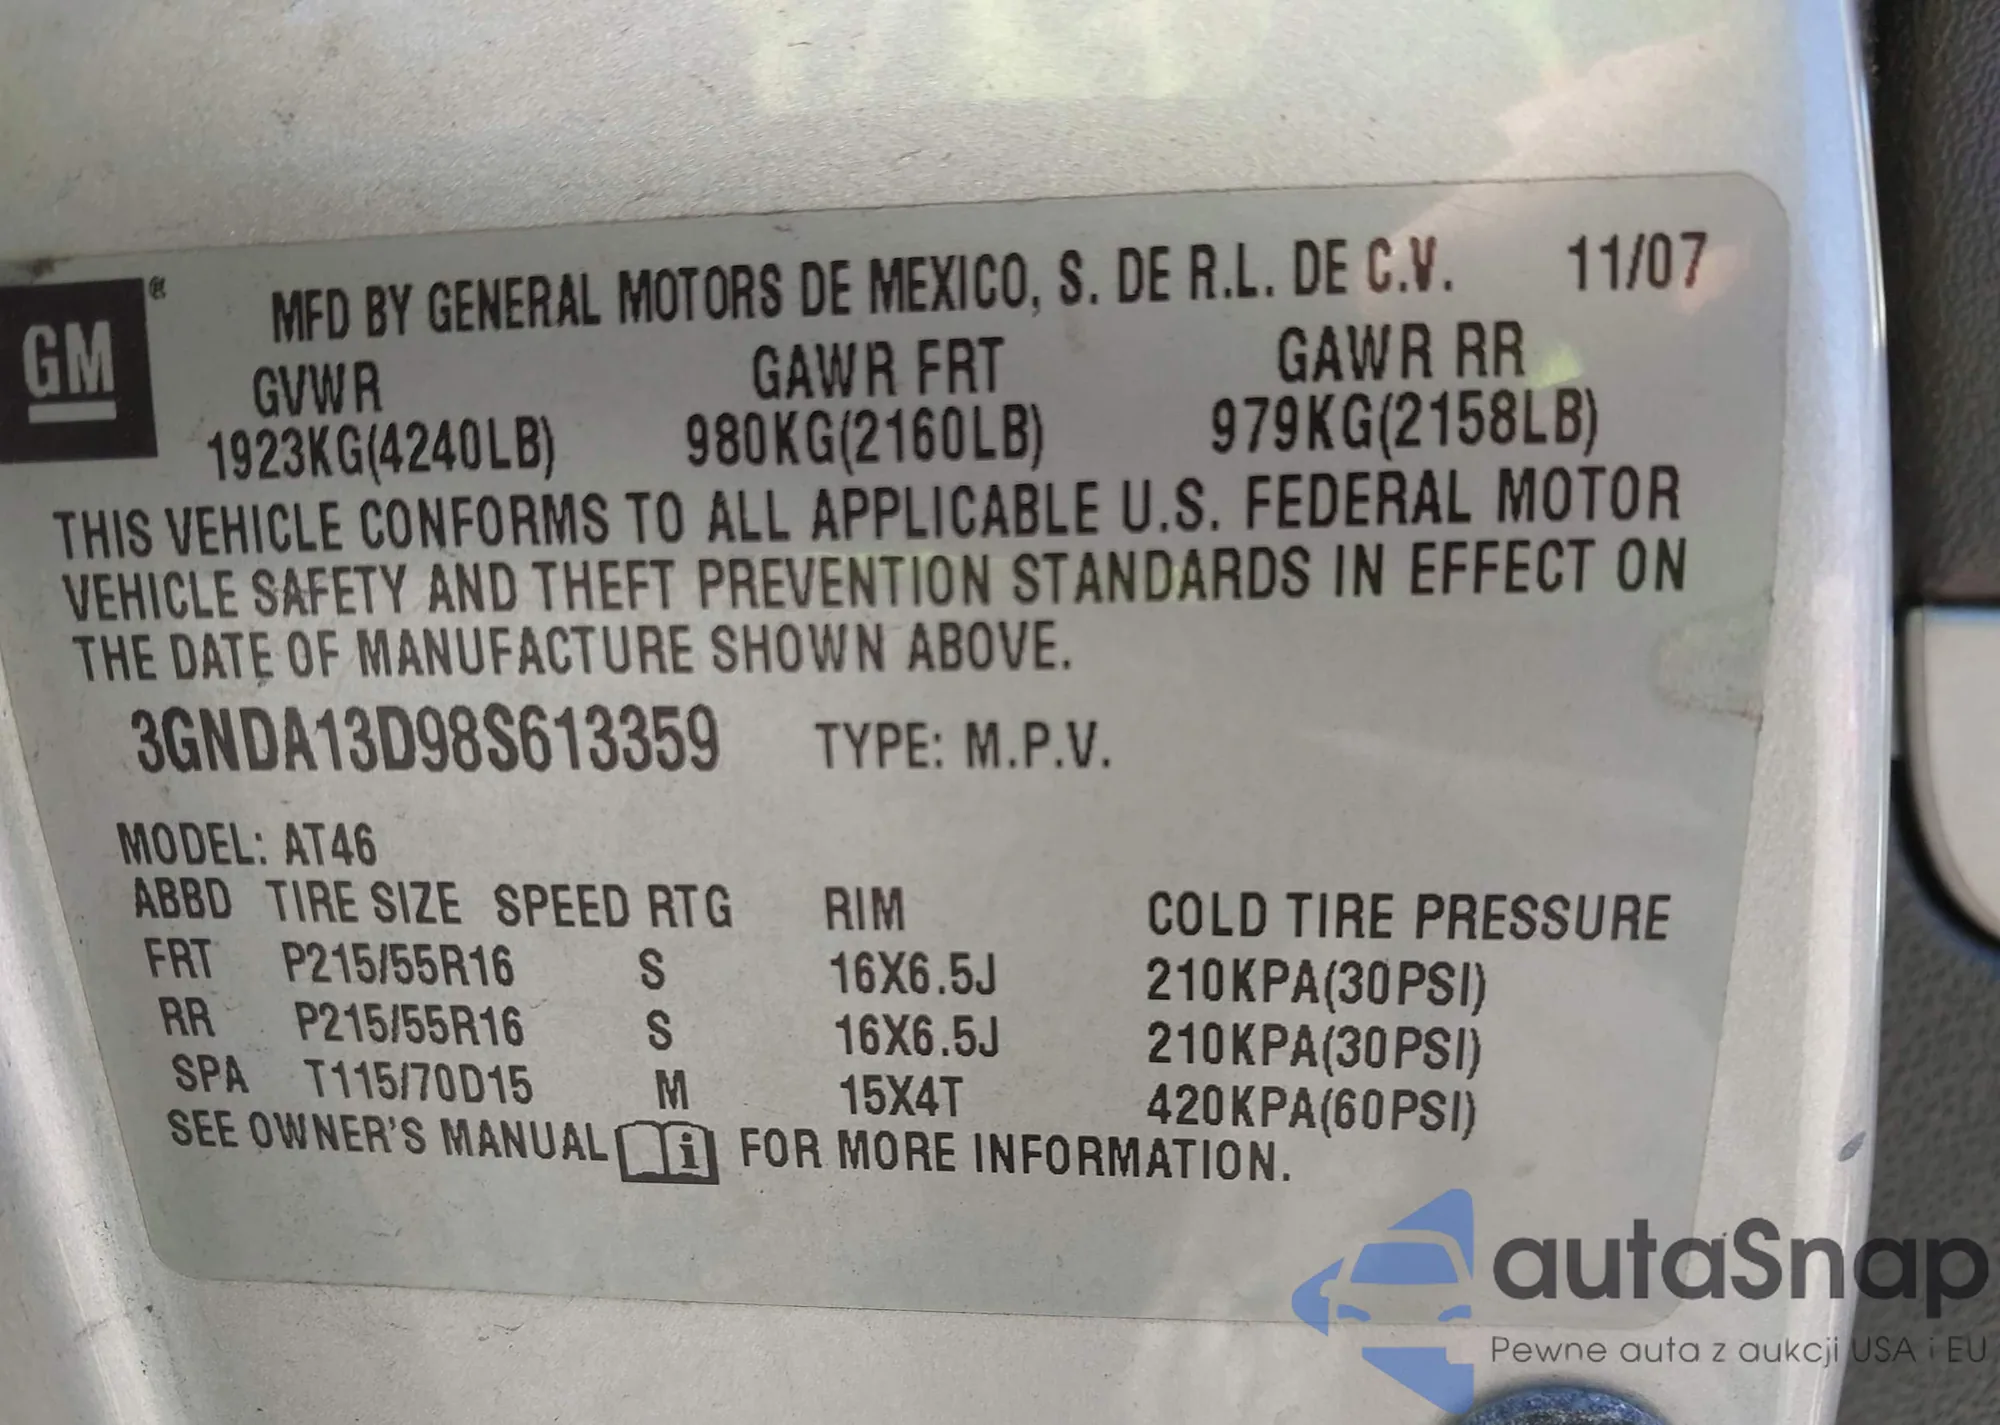 GM ® MFD BY GENERAL MOTORS DE MEXICO, S. DE R.L. DE C.V. 11/07
GVWR GAWR FRT GAWR RR
1923KG(4240LB) 980KG(2160LB) 979KG(2158LB)
THIS VEHICLE CONFORMS TO ALL APPLICABLE U.S. FEDERAL MOTOR
VEHICLE SAFETY AND THEFT PREVENTION STANDARDS IN EFFECT ON
THE DATE OF MANUFACTURE SHOWN ABOVE.
3GNDA13D98S613359 TYPE: M.P.V.
MODEL: AT46
ABBD TIRE SIZE SPEED RTG RIM COLD TIRE PRESSURE
FRT P215/55R16 S 16X6.5J 210KPA(30PSI)
RR P215/55R16 S 16X6.5J 210KPA(30PSI)
SPA T115/70D15 M 15X4T 420KPA(60PSI)
SEE OWNER'S MANUAL i FOR MORE INFORMATION.
autaSnap
Pewne auta z aukcji USA i EU